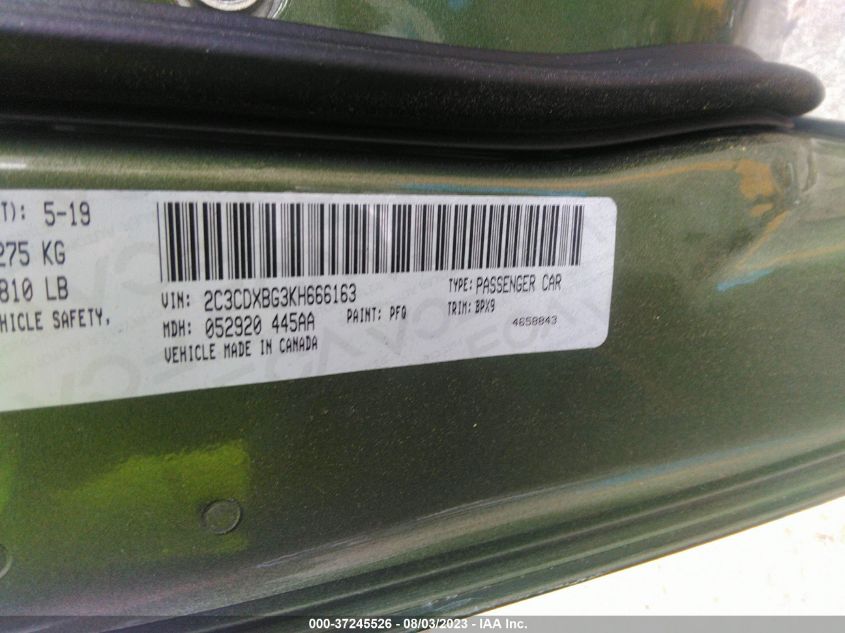 T): 5-19
275 KG
810 LB
HICLE SAFETY,
VIN: 2C3CDXBG3KH666163
TYPE: PASSENGER CAR
MDH: 052920 445AA
PAINT: PFQ
TRIM: BPX9
VEHICLE MADE IN CANADA
4658843
000-37245526 - 08/03/2023 - IAA Inc.